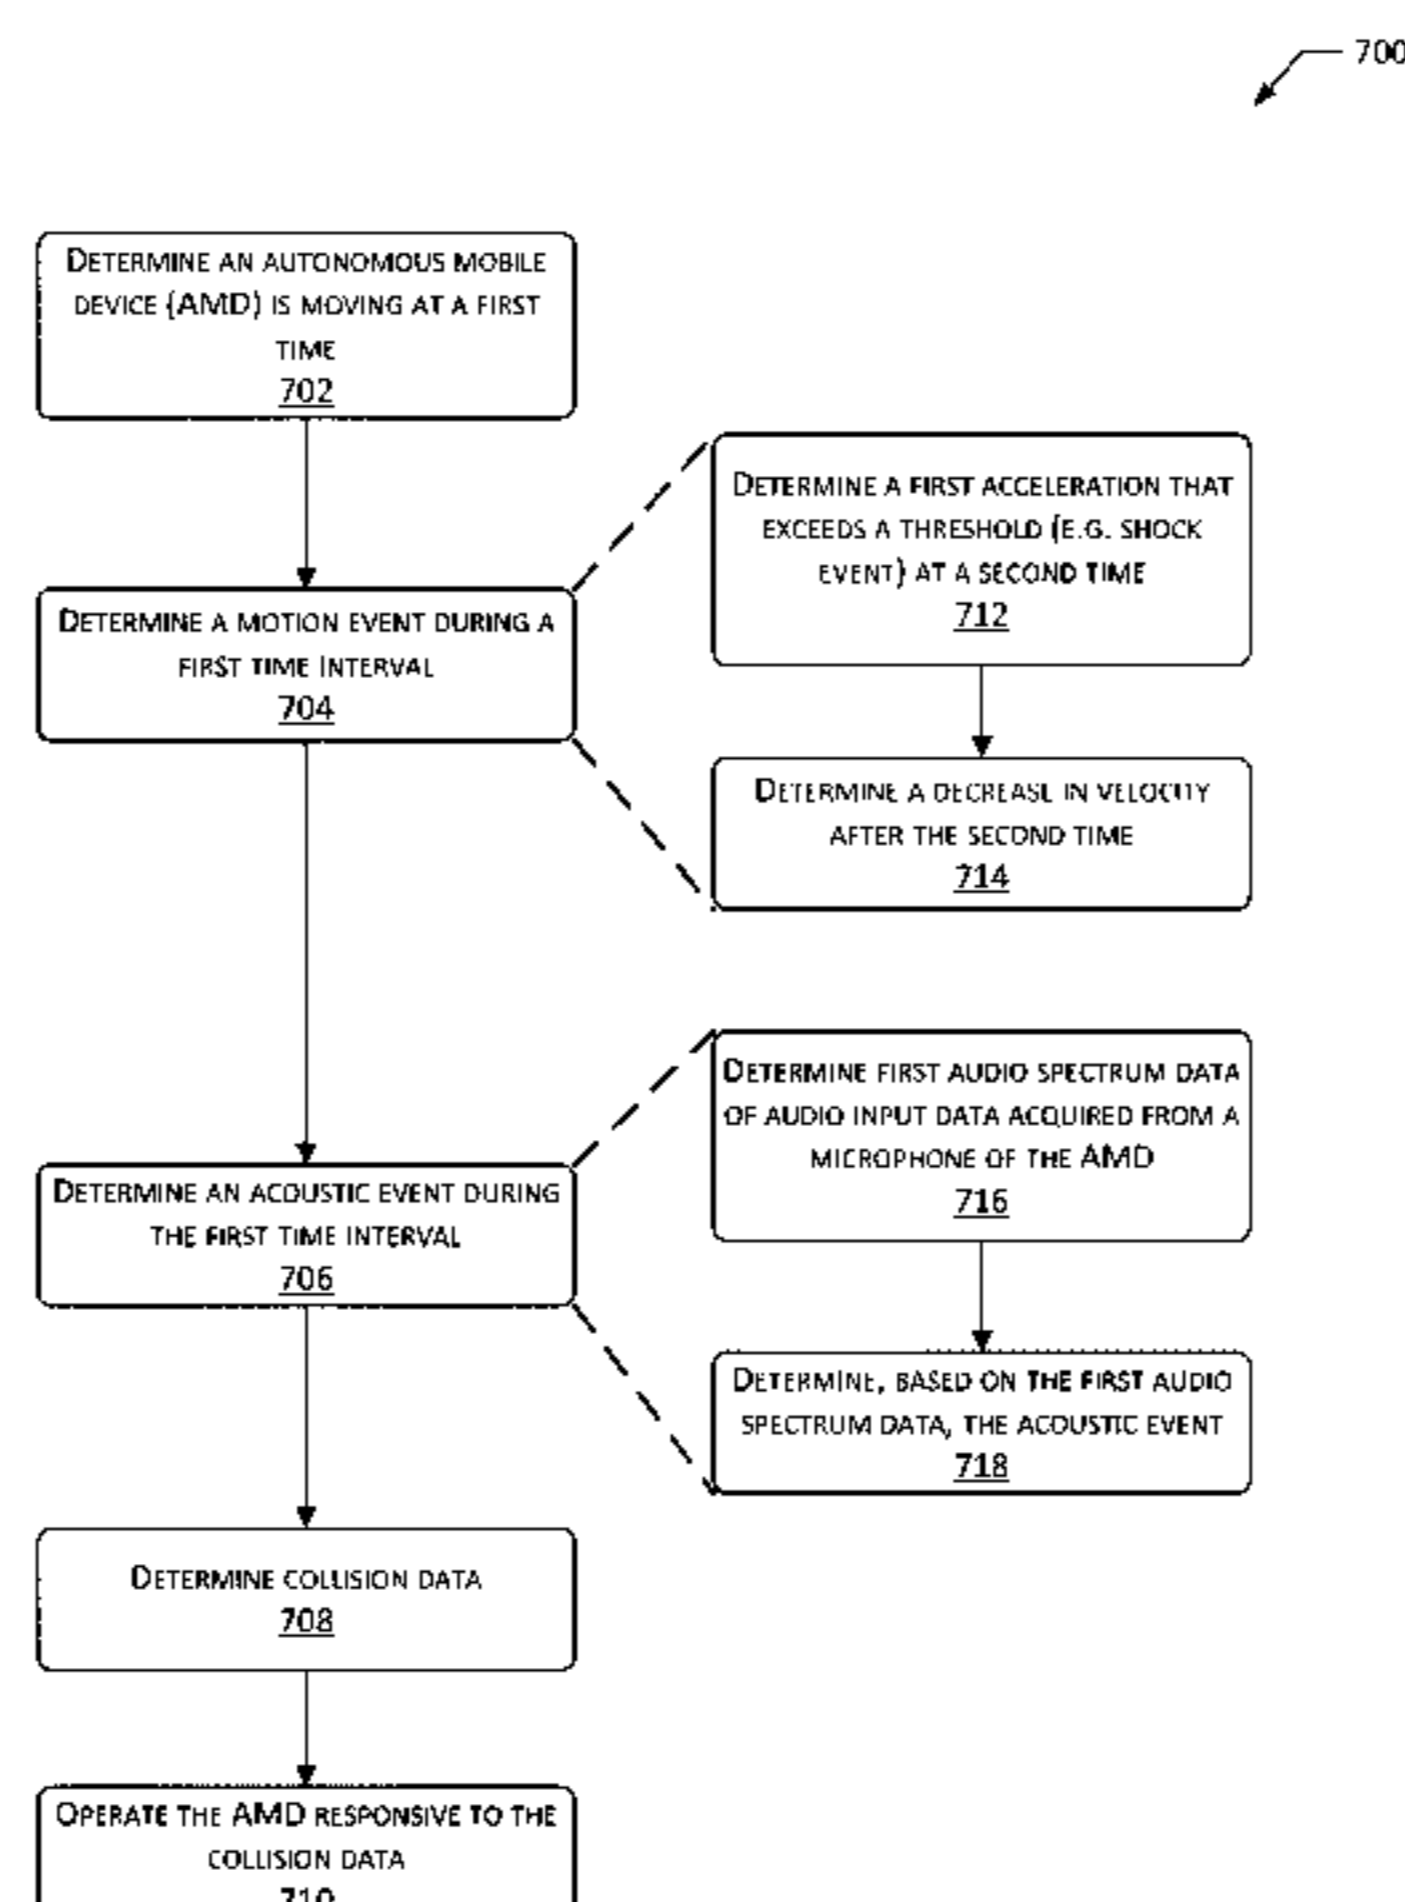 700
DETERMINE AN AUTONOMOUS MOBILE
DEVICE (AMD) IS MOVING AT A FIRST
TIME
702
DETERMINE A MOTION EVENT DURING A
FIRST TIME INTERVAL
704
DETERMINE A FIRST ACCELERATION THAT
EXCEEDS A THRESHOLD (E.G. SHOCK
EVENT) AT A SECOND TIME
712
DETERMINE A DECREASE IN VELOCITY
AFTER THE SECOND TIME
714
DETERMINE AN ACOUSTIC EVENT DURING
THE FIRST TIME INTERVAL
706
DETERMINE FIRST AUDIO SPECTRUM DATA
OF AUDIO INPUT DATA ACQUIRED FROM A
MICROPHONE OF THE AMD
716
DETERMINE, BASED ON THE FIRST AUDIO
SPECTRUM DATA, THE ACOUSTIC EVENT
718
DETERMINE COLLISION DATA
708
OPERATE THE AMD RESPONSIVE TO THE
COLLISION DATA
710